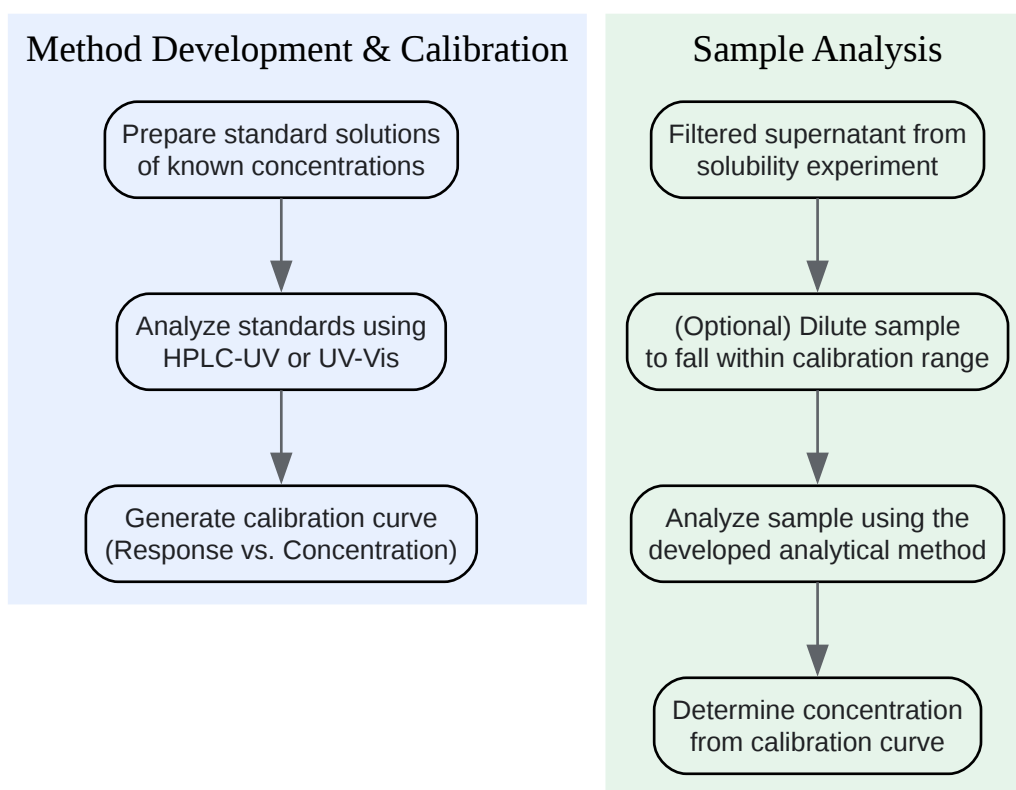 Method Development & Calibration
Prepare standard solutions
of known concentrations
Analyze standards using
HPLC-UV or UV-Vis
Generate calibration curve
(Response vs. Concentration)
Sample Analysis
Filtered supernatant from
solubility experiment
(Optional) Dilute sample
to fall within calibration range
Analyze sample using the
developed analytical method
Determine concentration
from calibration curve